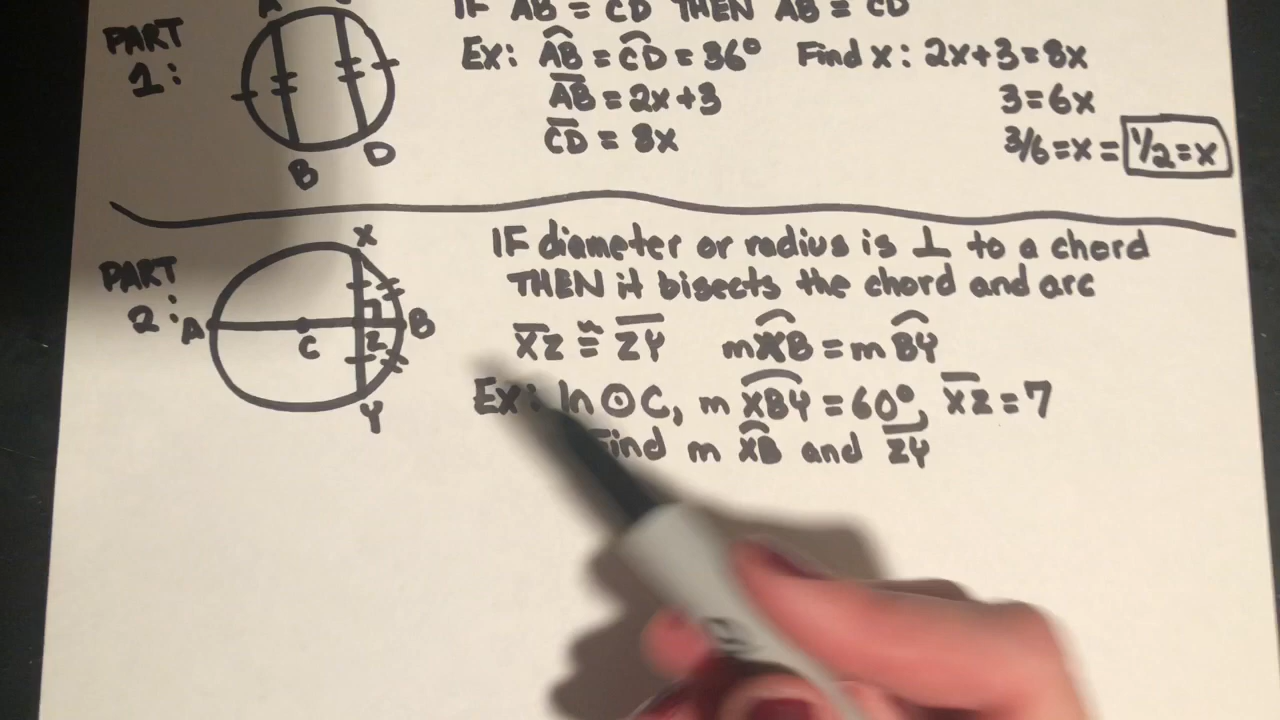 A C
IF AB = CD THEN AB = CD
PART
1:
Ex: AB = CD = 36° Find x: 2x+3=8x
AB = 2x+3 3=6x
CD = 8x 3/6=x= 1/2=x
B D
PART
2:
X
A C Z B
Y
IF diameter or radius is ⊥ to a chord
THEN it bisects the chord and arc
XZ ≅ ZY mXB = mBY
Ex: In ⊙C, m XBY = 60°, XZ = 7
Find m XB and ZY